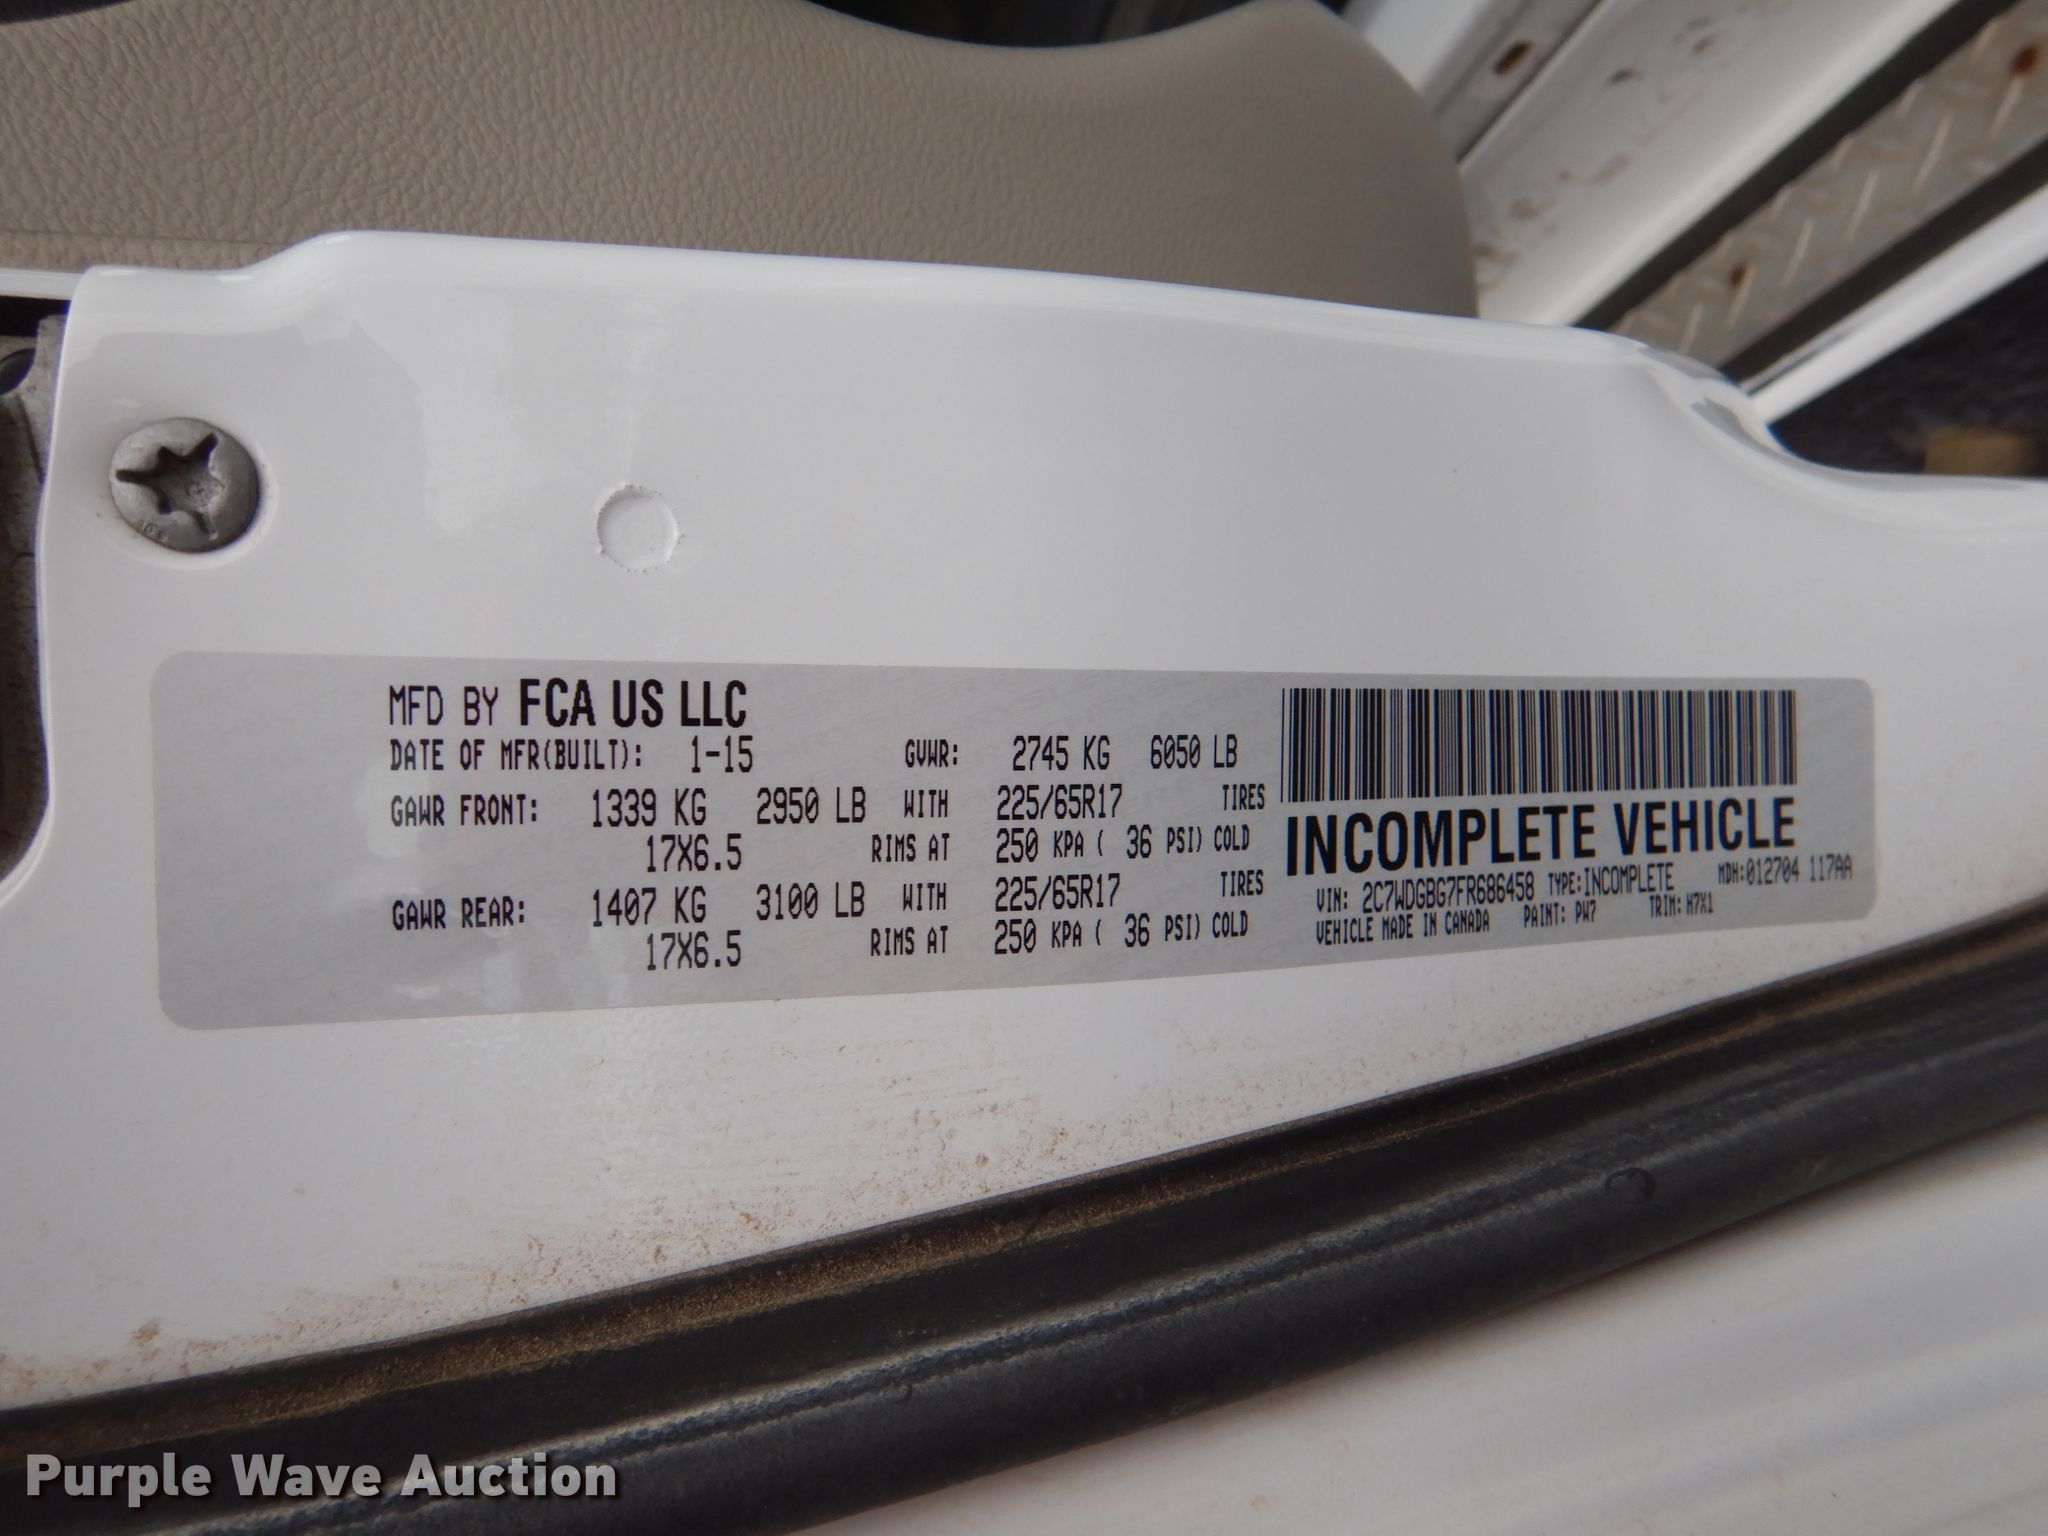 MFD BY FCA US LLC
DATE OF MFR(BUILT): 1-15 GVWR: 2745 KG 6050 LB
GAWR FRONT: 1339 KG 2950 LB WITH 225/65R17 TIRES
17X6.5 RIMS AT 250 KPA ( 36 PSI) COLD
GAWR REAR: 1407 KG 3100 LB WITH 225/65R17 TIRES
17X6.5 RIMS AT 250 KPA ( 36 PSI) COLD
INCOMPLETE VEHICLE
VIN: 2C7WDGBG7FR686458 TYPE:INCOMPLETE MDH:012704 117AA
VEHICLE MADE IN CANADA PAINT: PW7 TRIM: H7X1
Purple Wave Auction